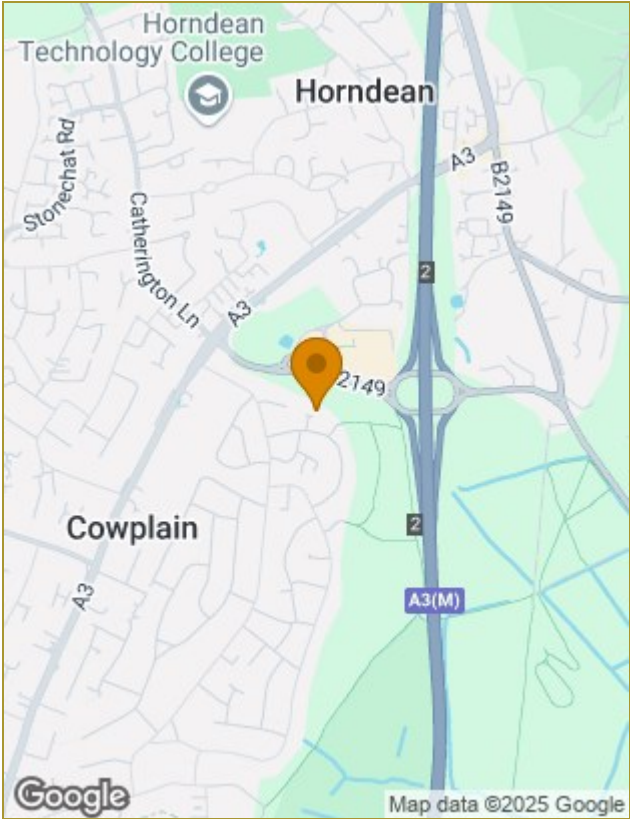 Horndean
Technology College
Horndean
Stonechat Rd
A3
B2149
Catherington Ln
2
A3
2149
Cowplain
2
A3
A3(M)
Google
Map data ©2025 Google